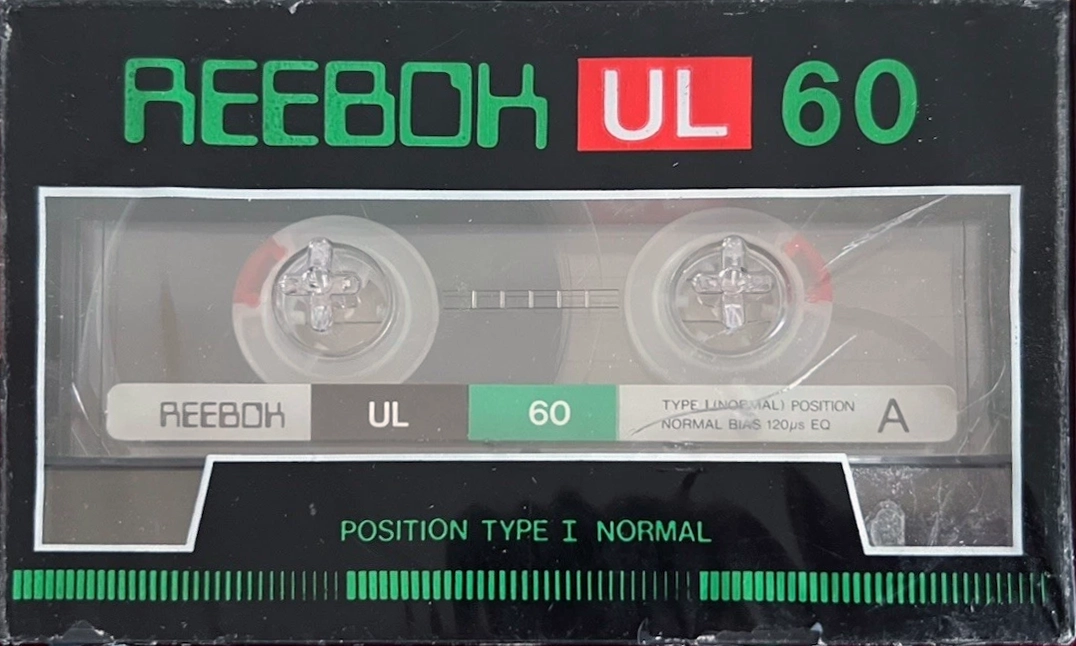 REEBOK UL 60
REEBOK UL 60 TYPE I (NORMAL) POSITION
NORMAL BIAS 120μs EQ A
POSITION TYPE I NORMAL